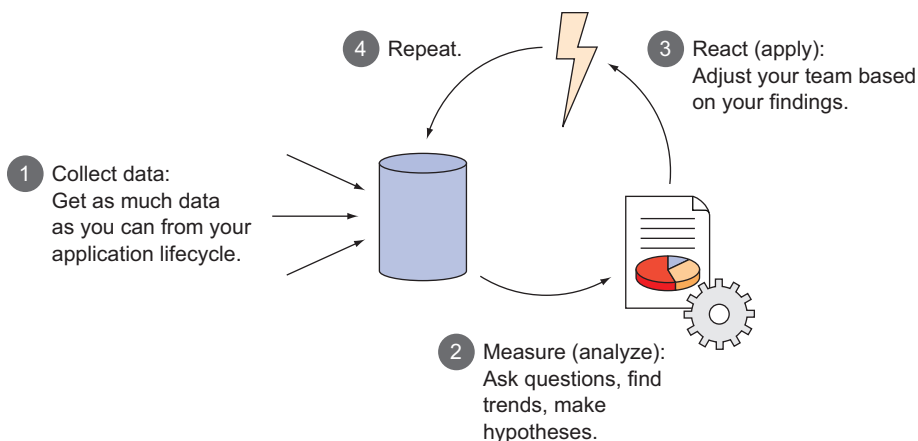 1 Collect data:
Get as much data
as you can from your
application lifecycle.
2 Measure (analyze):
Ask questions, find
trends, make
hypotheses.
3 React (apply):
Adjust your team based
on your findings.
4 Repeat.